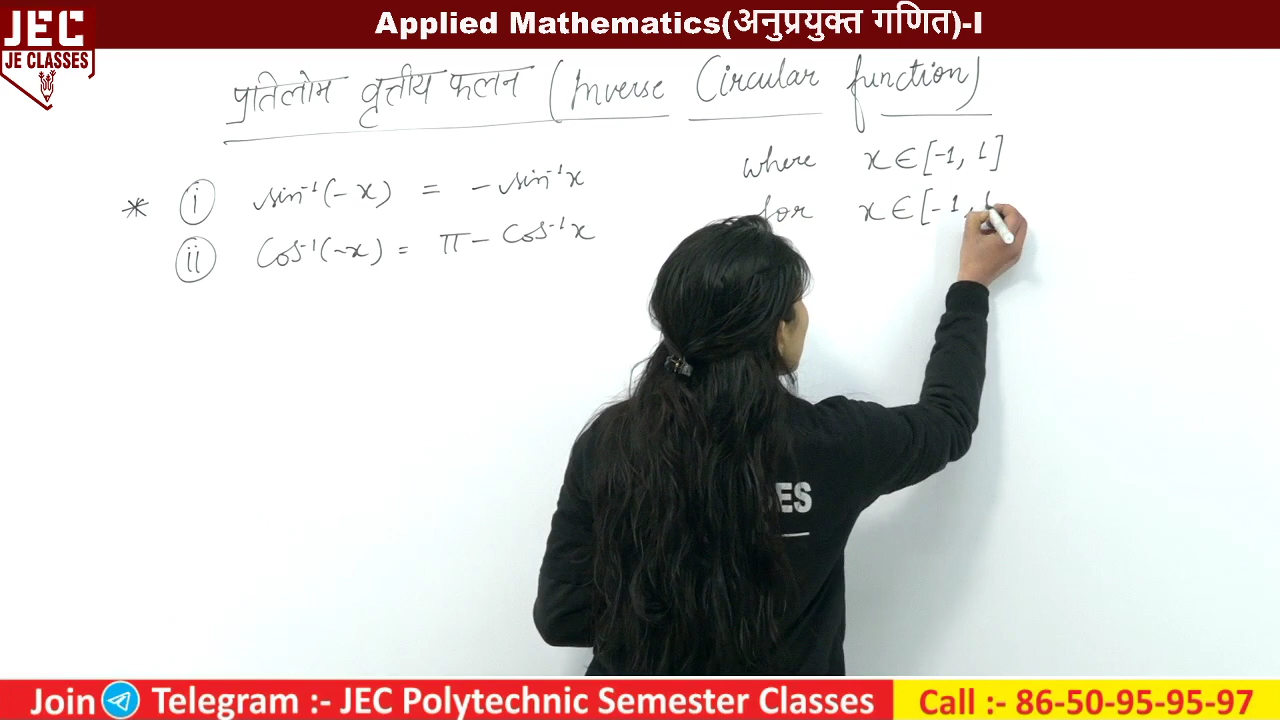 Applied Mathematics(अनुप्रयुक्त गणित)-I
JEC
JE CLASSES
प्रतिलोम वृत्तीय फलन (Inverse Circular function)
* (i) sin⁻¹(-x) = -sin⁻¹x where x∈[-1, 1]
(ii) Cos⁻¹(-x) = π - Cos⁻¹x for x∈[-1, 1
ES
Join Telegram :- JEC Polytechnic Semester Classes Call :- 86-50-95-95-97